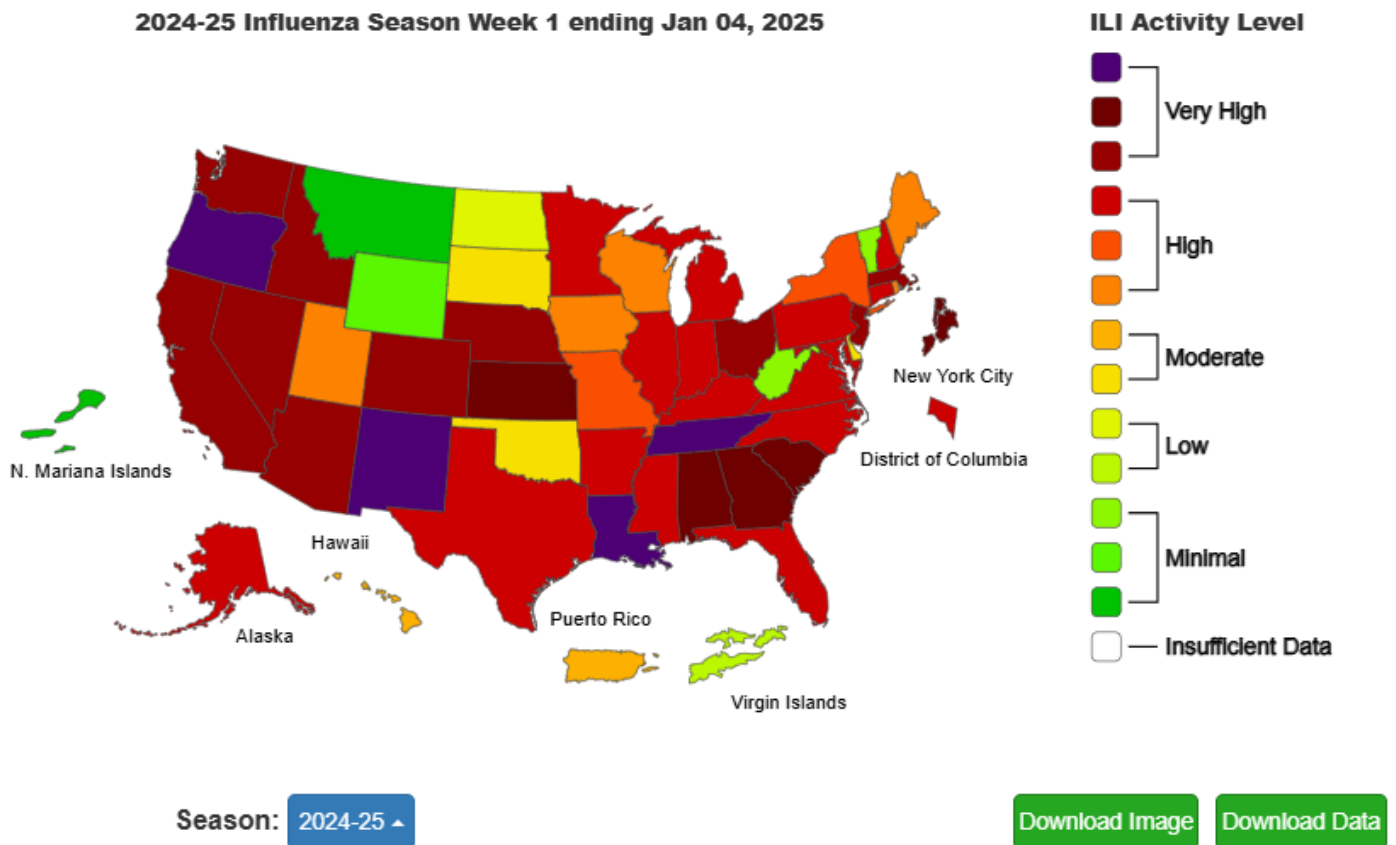 2024-25 Influenza Season Week 1 ending Jan 04, 2025
ILI Activity Level
Very High
High
Moderate
Low
Minimal
Insufficient Data
New York City
District of Columbia
N. Mariana Islands
Hawaii
Alaska
Puerto Rico
Virgin Islands
Season: 2024-25
Download Image Download Data